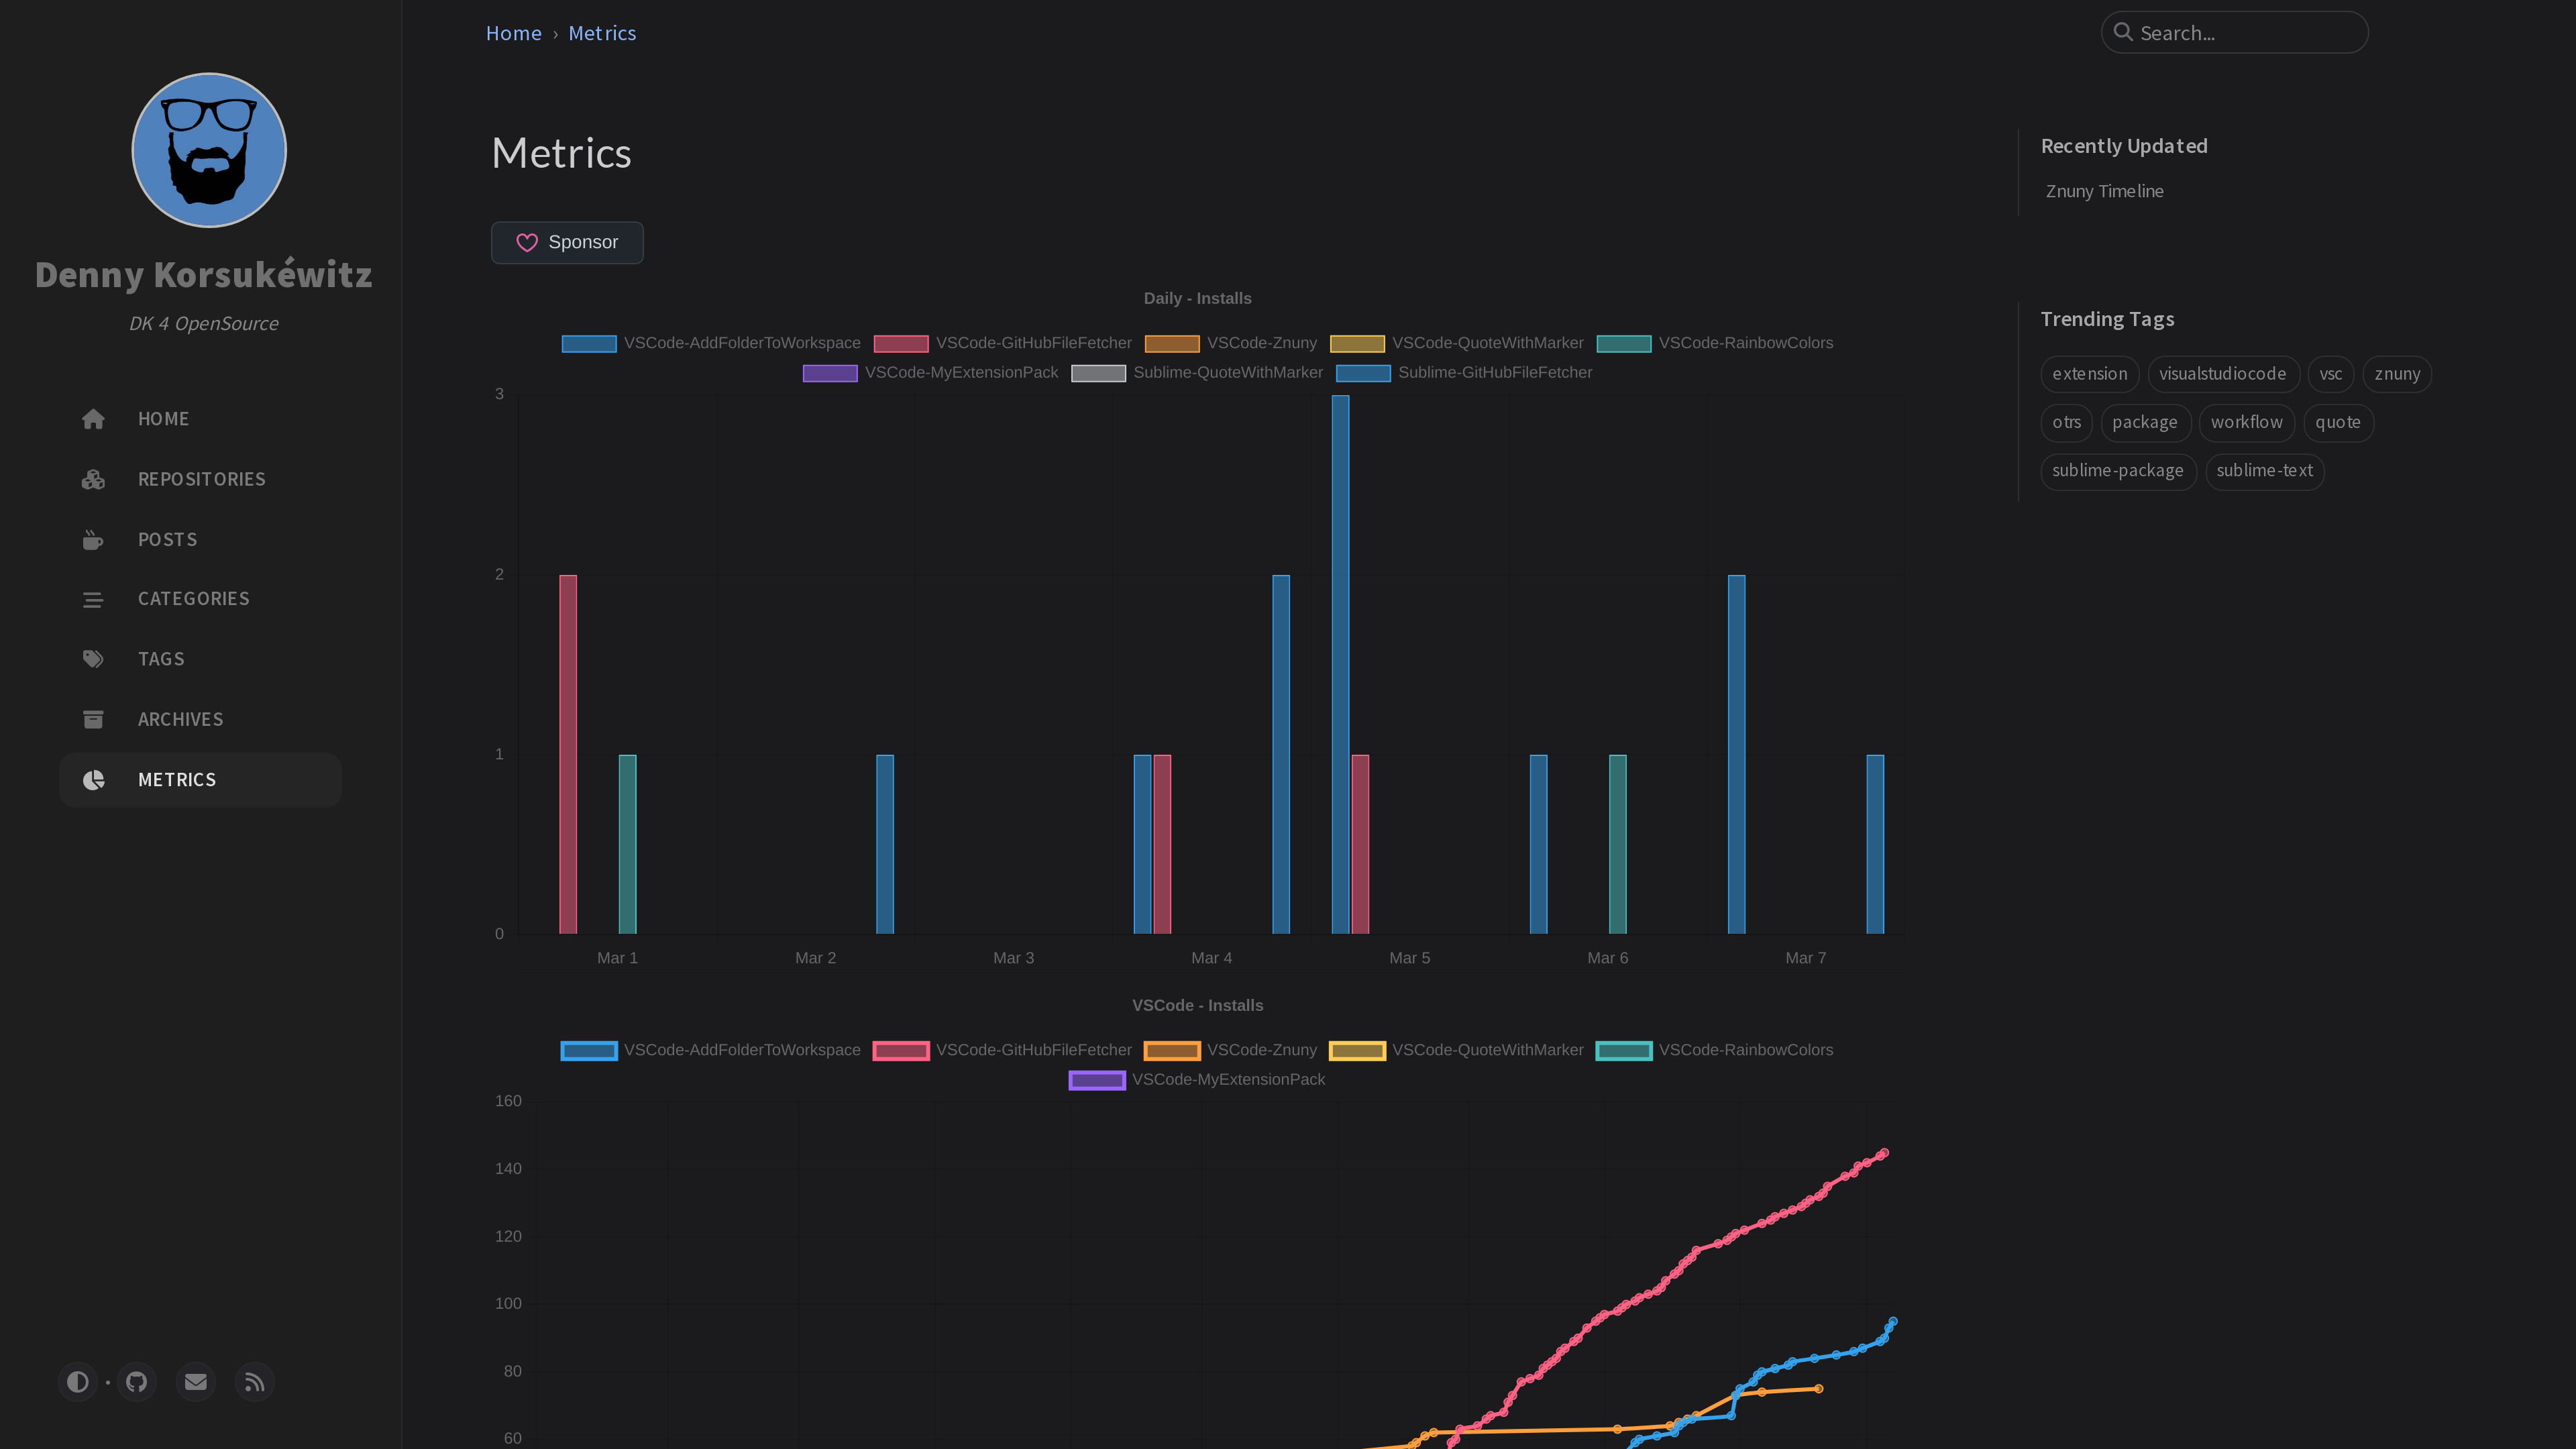 Denny Korsukéwitz
DK 4 OpenSource
HOME
REPOSITORIES
POSTS
CATEGORIES
TAGS
ARCHIVES
METRICS
Home › Metrics
Search...
Metrics
Sponsor
Daily - Installs
VSCode-AddFolderToWorkspace VSCode-GitHubFileFetcher VSCode-Znuny VSCode-QuoteWithMarker VSCode-RainbowColors
VSCode-MyExtensionPack Sublime-QuoteWithMarker Sublime-GitHubFileFetcher
3
2
1
0
Mar 1 Mar 2 Mar 3 Mar 4 Mar 5 Mar 6 Mar 7
VSCode - Installs
VSCode-AddFolderToWorkspace VSCode-GitHubFileFetcher VSCode-Znuny VSCode-QuoteWithMarker VSCode-RainbowColors
VSCode-MyExtensionPack
160
140
120
100
80
60
Recently Updated
Znuny Timeline
Trending Tags
extension visualstudiocode vsc znuny
otrs package workflow quote
sublime-package sublime-text